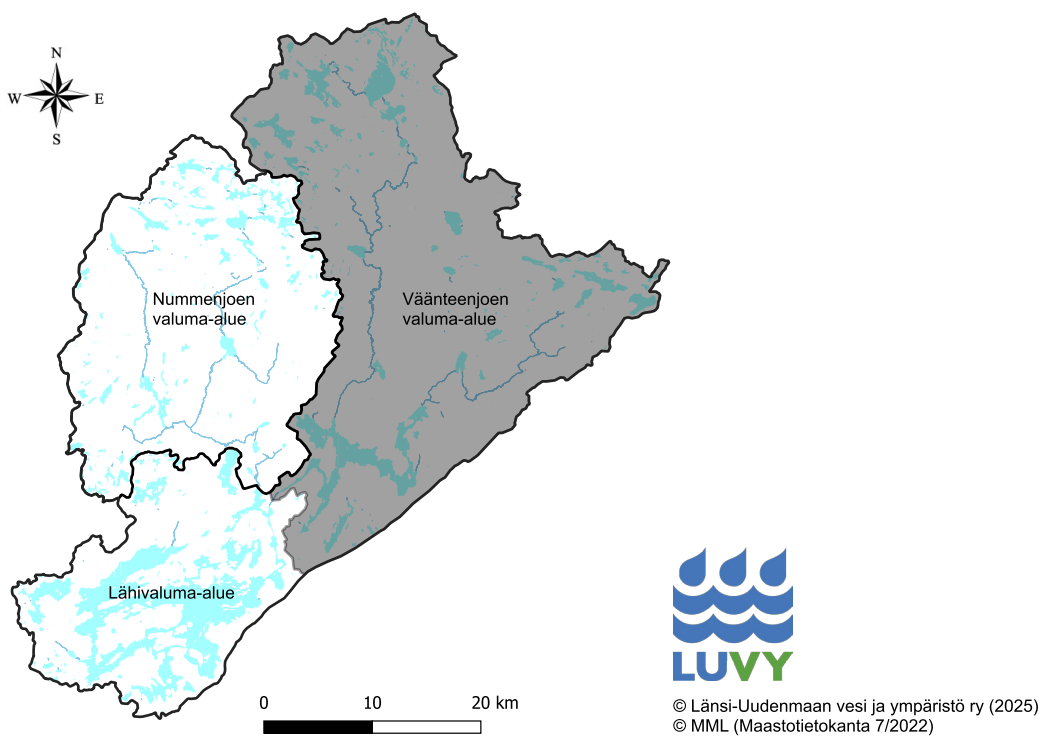 N
W E
S
Nummenjoen
valuma-alue
Väänteenjoen
valuma-alue
Lähivaluma-alue
0 10 20 km
LUVY
© Länsi-Uudenmaan vesi ja ympäristö ry (2025)
© MML (Maastotietokanta 7/2022)